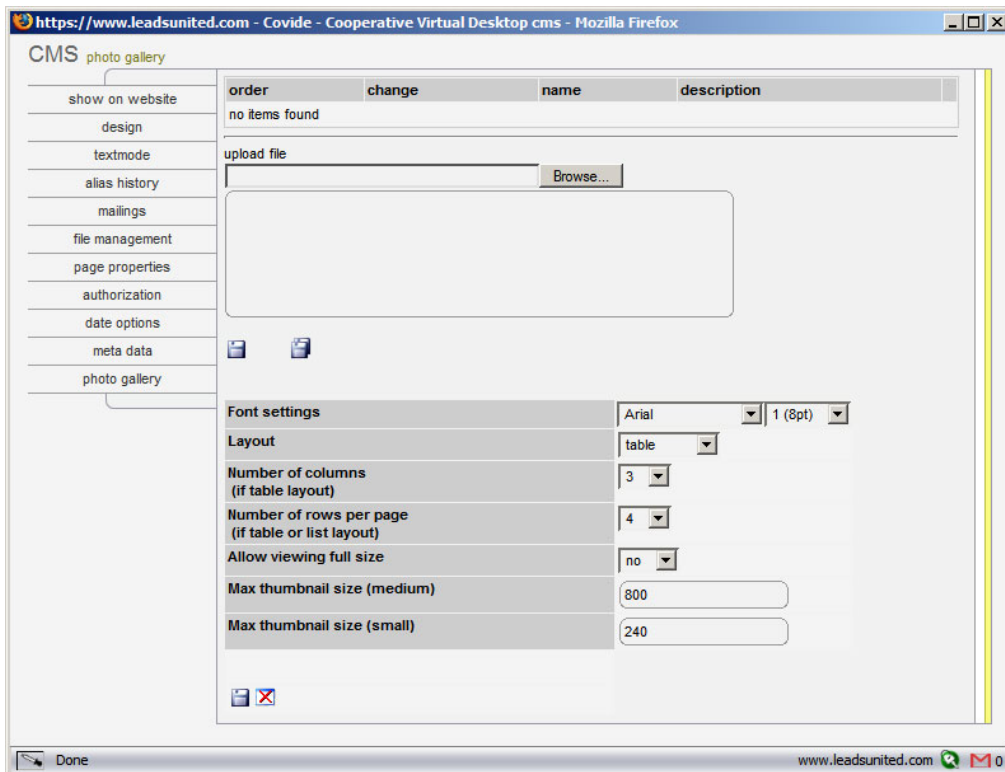 https://www.leadsunited.com - Covide - Cooperative Virtual Desktop cms - Mozilla Firefox
CMS photo gallery
show on website
design
textmode
alias history
mailings
file management
page properties
authorization
date options
meta data
photo gallery
order change name description
no items found
upload file
Browse...
Font settings Arial 1 (8pt)
Layout table
Number of columns
(if table layout) 3
Number of rows per page
(if table or list layout) 4
Allow viewing full size no
Max thumbnail size (medium) 800
Max thumbnail size (small) 240
Done www.leadsunited.com 0